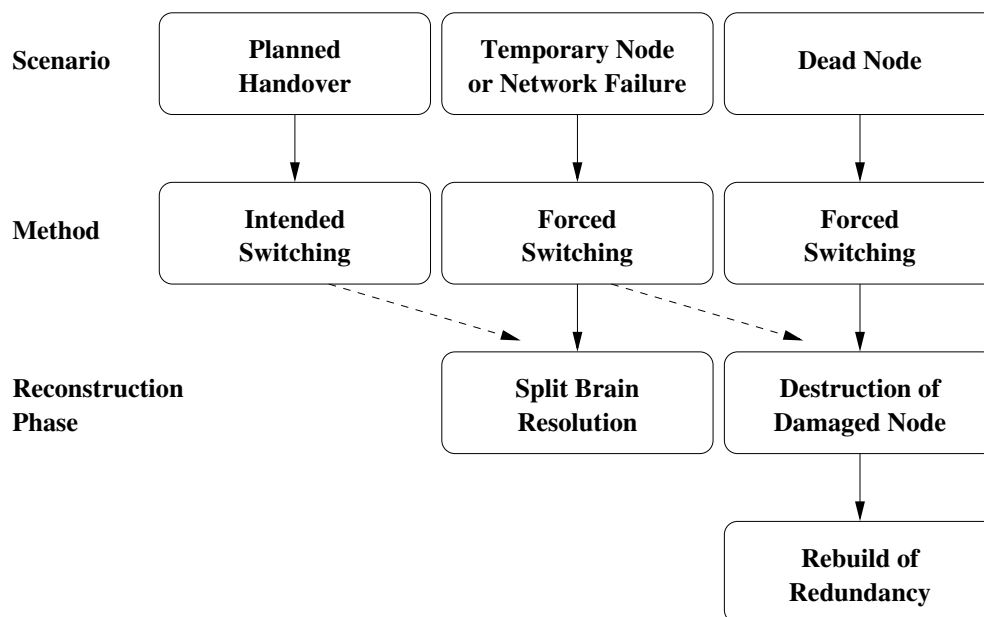 Scenario
Planned
Handover
Temporary Node
or Network Failure
Dead Node
Method
Intended
Switching
Forced
Switching
Forced
Switching
Reconstruction
Phase
Split Brain
Resolution
Destruction of
Damaged Node
Rebuild of
Redundancy